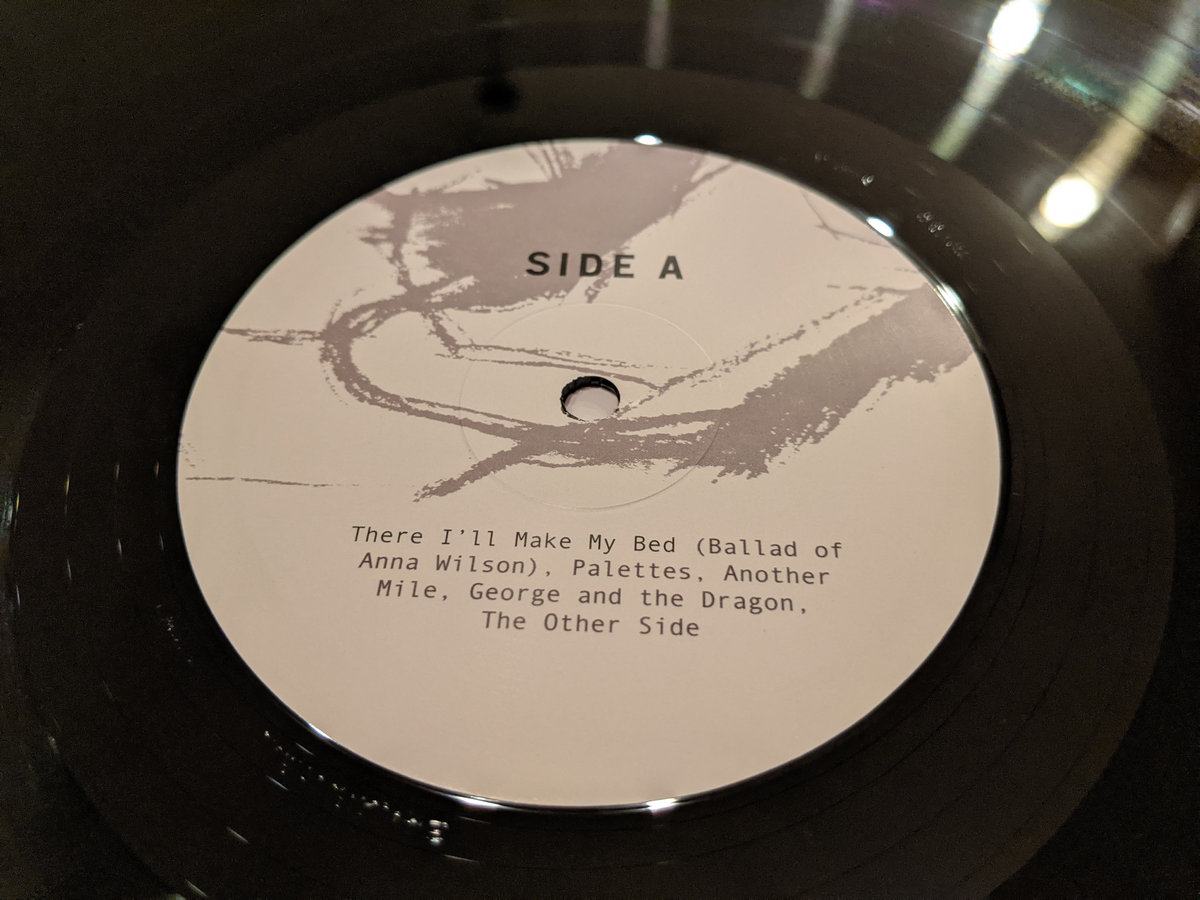 SIDE A
There I'll Make My Bed (Ballad of
Anna Wilson), Palettes, Another
Mile, George and the Dragon,
The Other Side